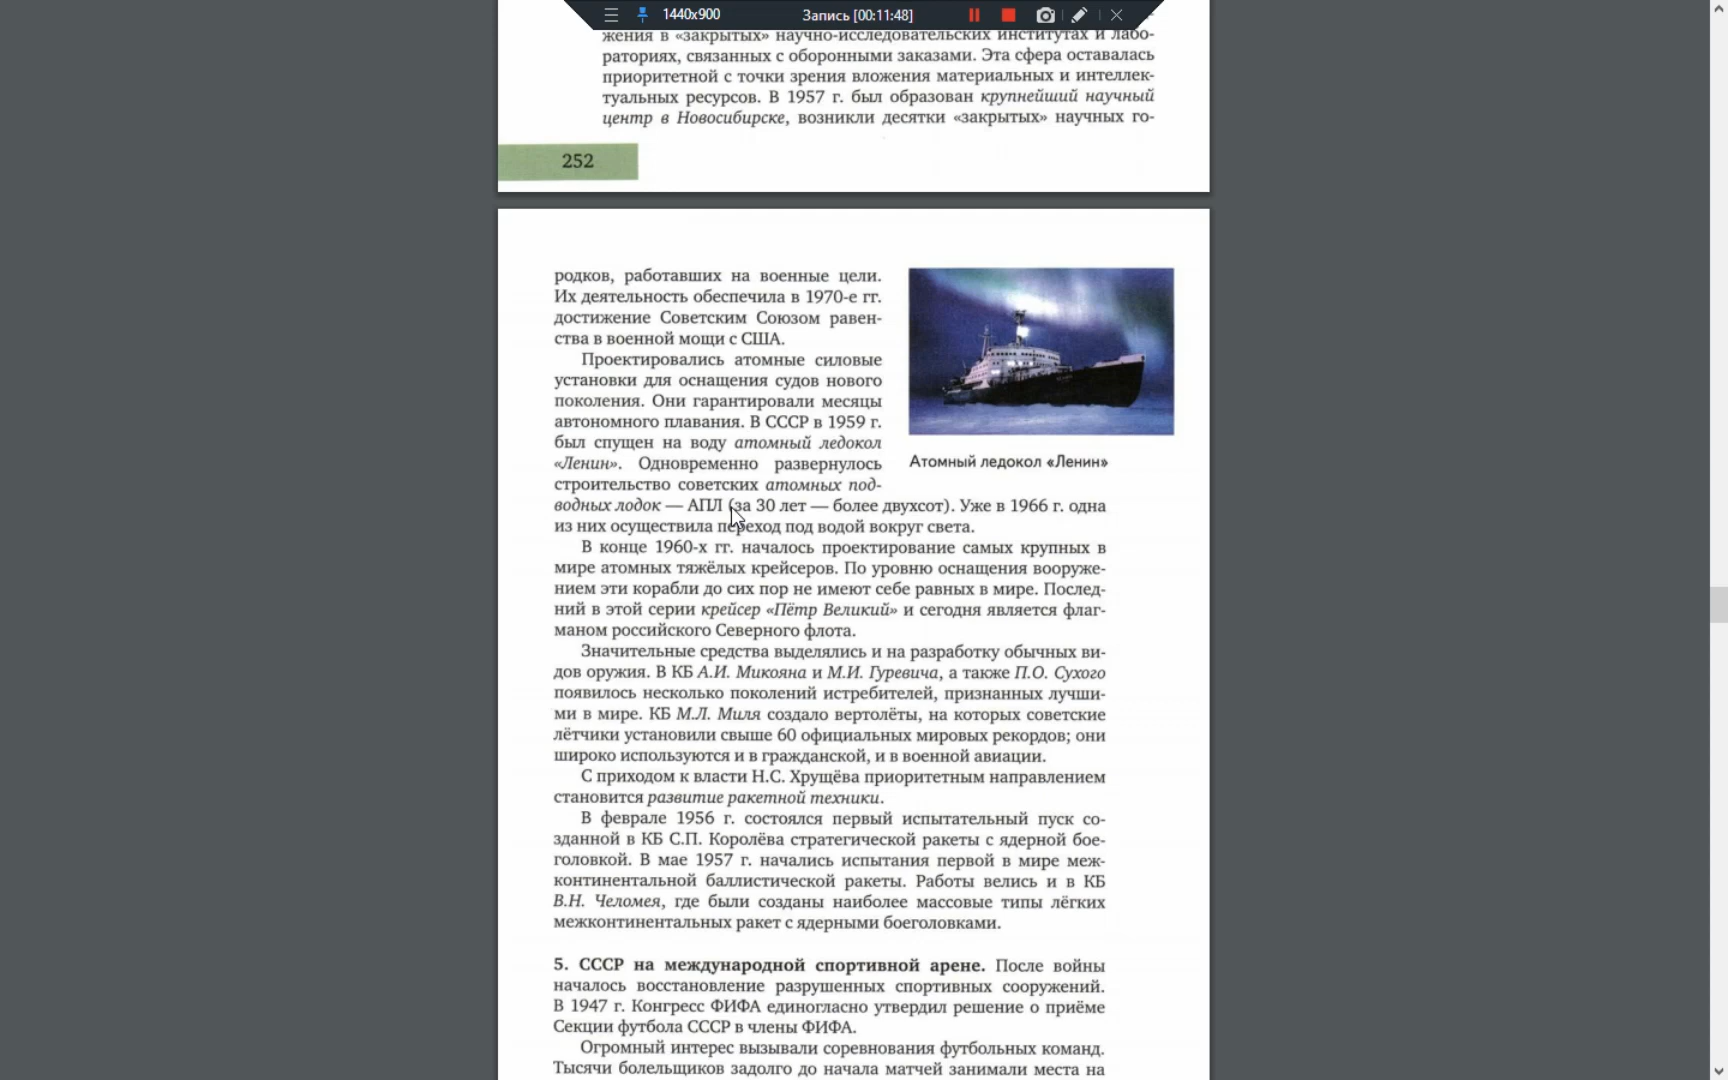 1440x900
Запись [00:11:48]
жения в «закрытых» научно-исследовательских институтах и лабо-
раториях, связанных с оборонными заказами. Эта сфера оставалась
приоритетной с точки зрения вложения материальных и интеллек-
туальных ресурсов. В 1957 г. был образован крупнейший научный
центр в Новосибирске, возникли десятки «закрытых» научных го-
252
родков, работавших на военные цели.
Их деятельность обеспечила в 1970-е гг.
достижение Советским Союзом равен-
ства в военной мощи с США.
Проектировались атомные силовые
установки для оснащения судов нового
поколения. Они гарантировали месяцы
автономного плавания. В СССР в 1959 г.
был спущен на воду атомный ледокол
«Ленин». Одновременно развернулось
строительство советских атомных под-
Атомный ледокол «Ленин»
водных лодок — АПЛ (за 30 лет — более двухсот). Уже в 1966 г. одна
из них осуществила переход под водой вокруг света.
В конце 1960-х гг. началось проектирование самых крупных в
мире атомных тяжёлых крейсеров. По уровню оснащения вооруже-
нием эти корабли до сих пор не имеют себе равных в мире. Послед-
ний в этой серии крейсер «Пётр Великий» и сегодня является флаг-
маном российского Северного флота.
Значительные средства выделялись и на разработку обычных ви-
дов оружия. В КБ А.И. Микояна и М.И. Гуревича, а также П.О. Сухого
появилось несколько поколений истребителей, признанных лучши-
ми в мире. КБ М.Л. Миля создало вертолёты, на которых советские
лётчики установили свыше 60 официальных мировых рекордов; они
широко используются и в гражданской, и в военной авиации.
С приходом к власти Н.С. Хрущёва приоритетным направлением
становится развитие ракетной техники.
В феврале 1956 г. состоялся первый испытательный пуск со-
зданной в КБ С.П. Королёва стратегической ракеты с ядерной бое-
головкой. В мае 1957 г. начались испытания первой в мире меж-
континентальной баллистической ракеты. Работы велись и в КБ
В.Н. Челомея, где были созданы наиболее массовые типы лёгких
межконтинентальных ракет с ядерными боеголовками.
5. СССР на международной спортивной арене. После войны
началось восстановление разрушенных спортивных сооружений.
В 1947 г. Конгресс ФИФА единогласно утвердил решение о приёме
Секции футбола СССР в члены ФИФА.
Огромный интерес вызывали соревнования футбольных команд.
Тысячи болельщиков задолго до начала матчей занимали места на